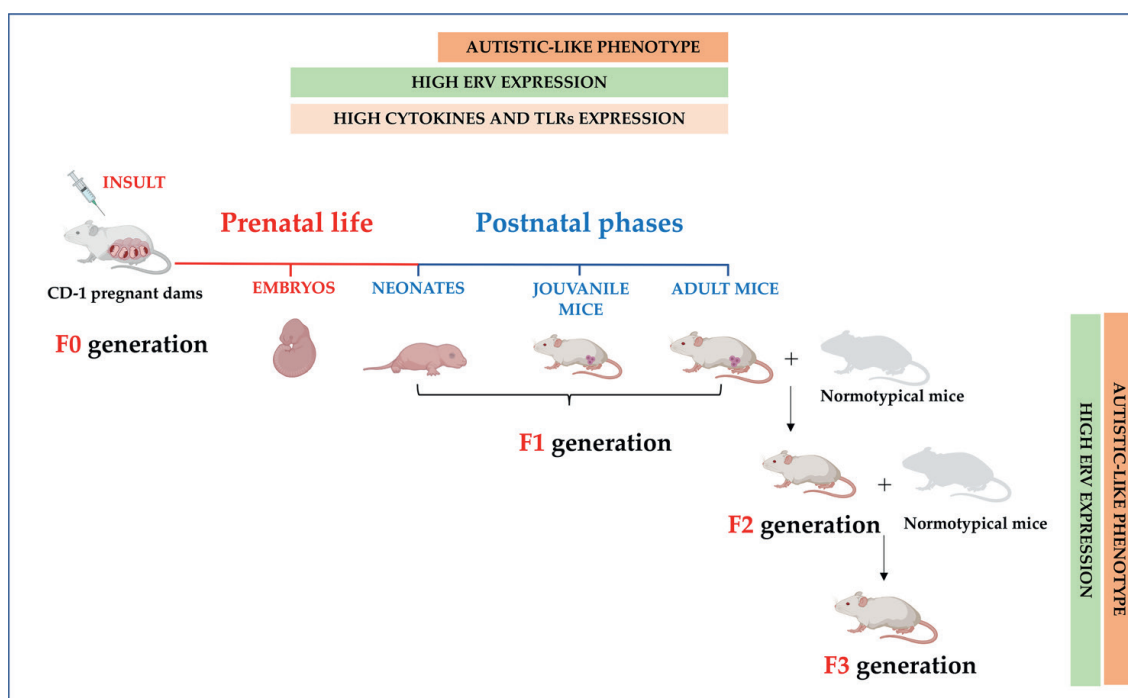 AUTISTIC-LIKE PHENOTYPE
HIGH ERV EXPRESSION
HIGH CYTOKINES AND TLRs EXPRESSION
INSULT
Prenatal life
Postnatal phases
CD-1 pregnant dams
EMBRYOS
NEONATES
JOUVANILE
MICE
ADULT MICE
F0 generation
+
Normotypical mice
F1 generation
+
F2 generation
Normotypical mice
F3 generation
HIGH ERV EXPRESSION
AUTISTIC-LIKE PHENOTYPE